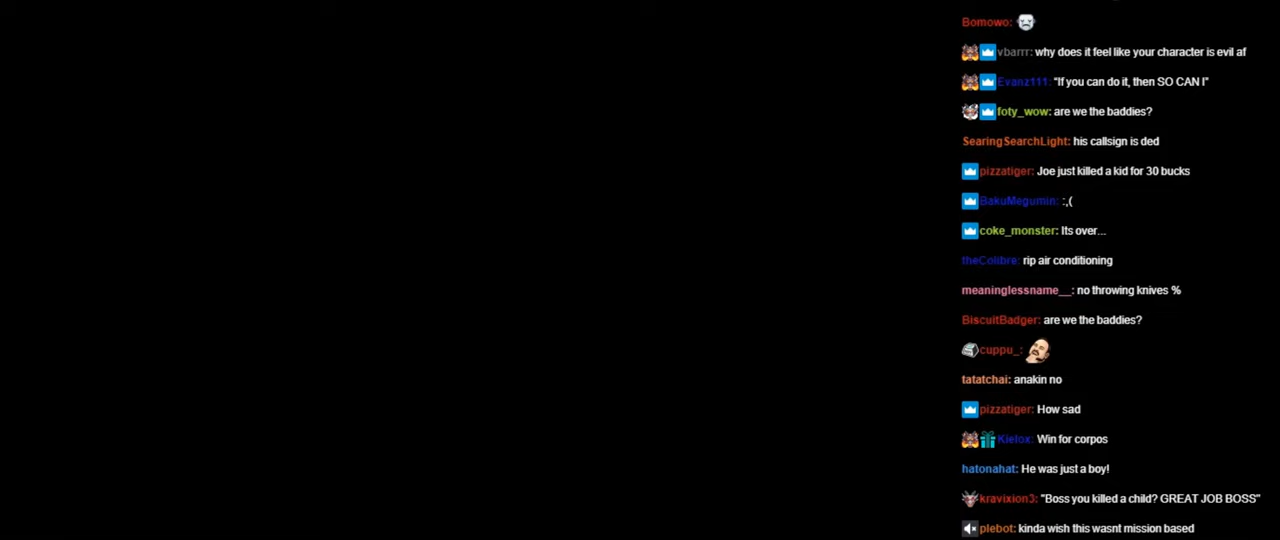 Bomowo:
vbarrr: why does it feel like your character is evil af
Evanz111: "If you can do it, then SO CAN I"
foty_wow: are we the baddies?
SearingSearchLight: his callsign is ded
pizzatiger: Joe just killed a kid for 30 bucks
BakuMegumin: :,(
coke_monster: Its over...
theColibre: rip air conditioning
meaninglessname__: no throwing knives %
BiscuitBadger: are we the baddies?
cuppu_:
tatatchai: anakin no
pizzatiger: How sad
Kielox: Win for corpos
hatonahat: He was just a boy!
kravixion3: "Boss you killed a child? GREAT JOB BOSS"
plebot: kinda wish this wasnt mission based